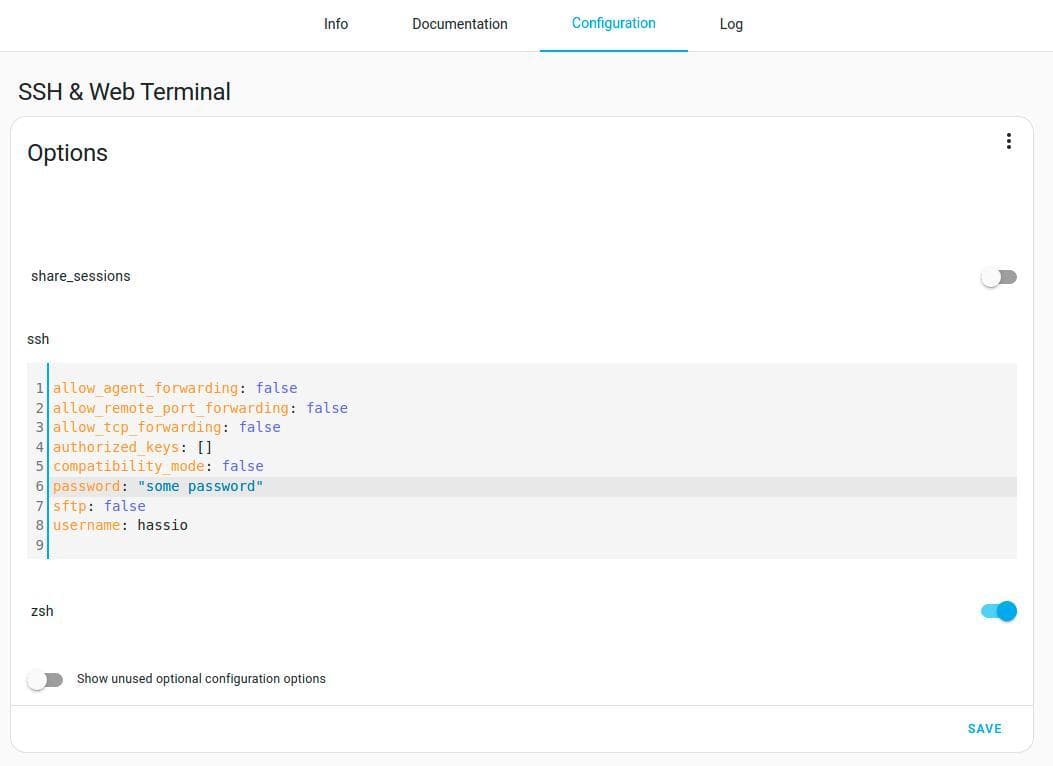 Info Documentation Configuration Log
SSH & Web Terminal
Options
share_sessions
ssh
1 allow_agent_forwarding: false
2 allow_remote_port_forwarding: false
3 allow_tcp_forwarding: false
4 authorized_keys: []
5 compatibility_mode: false
6 password: "some password"
7 sftp: false
8 username: hassio
9
zsh
Show unused optional configuration options
SAVE